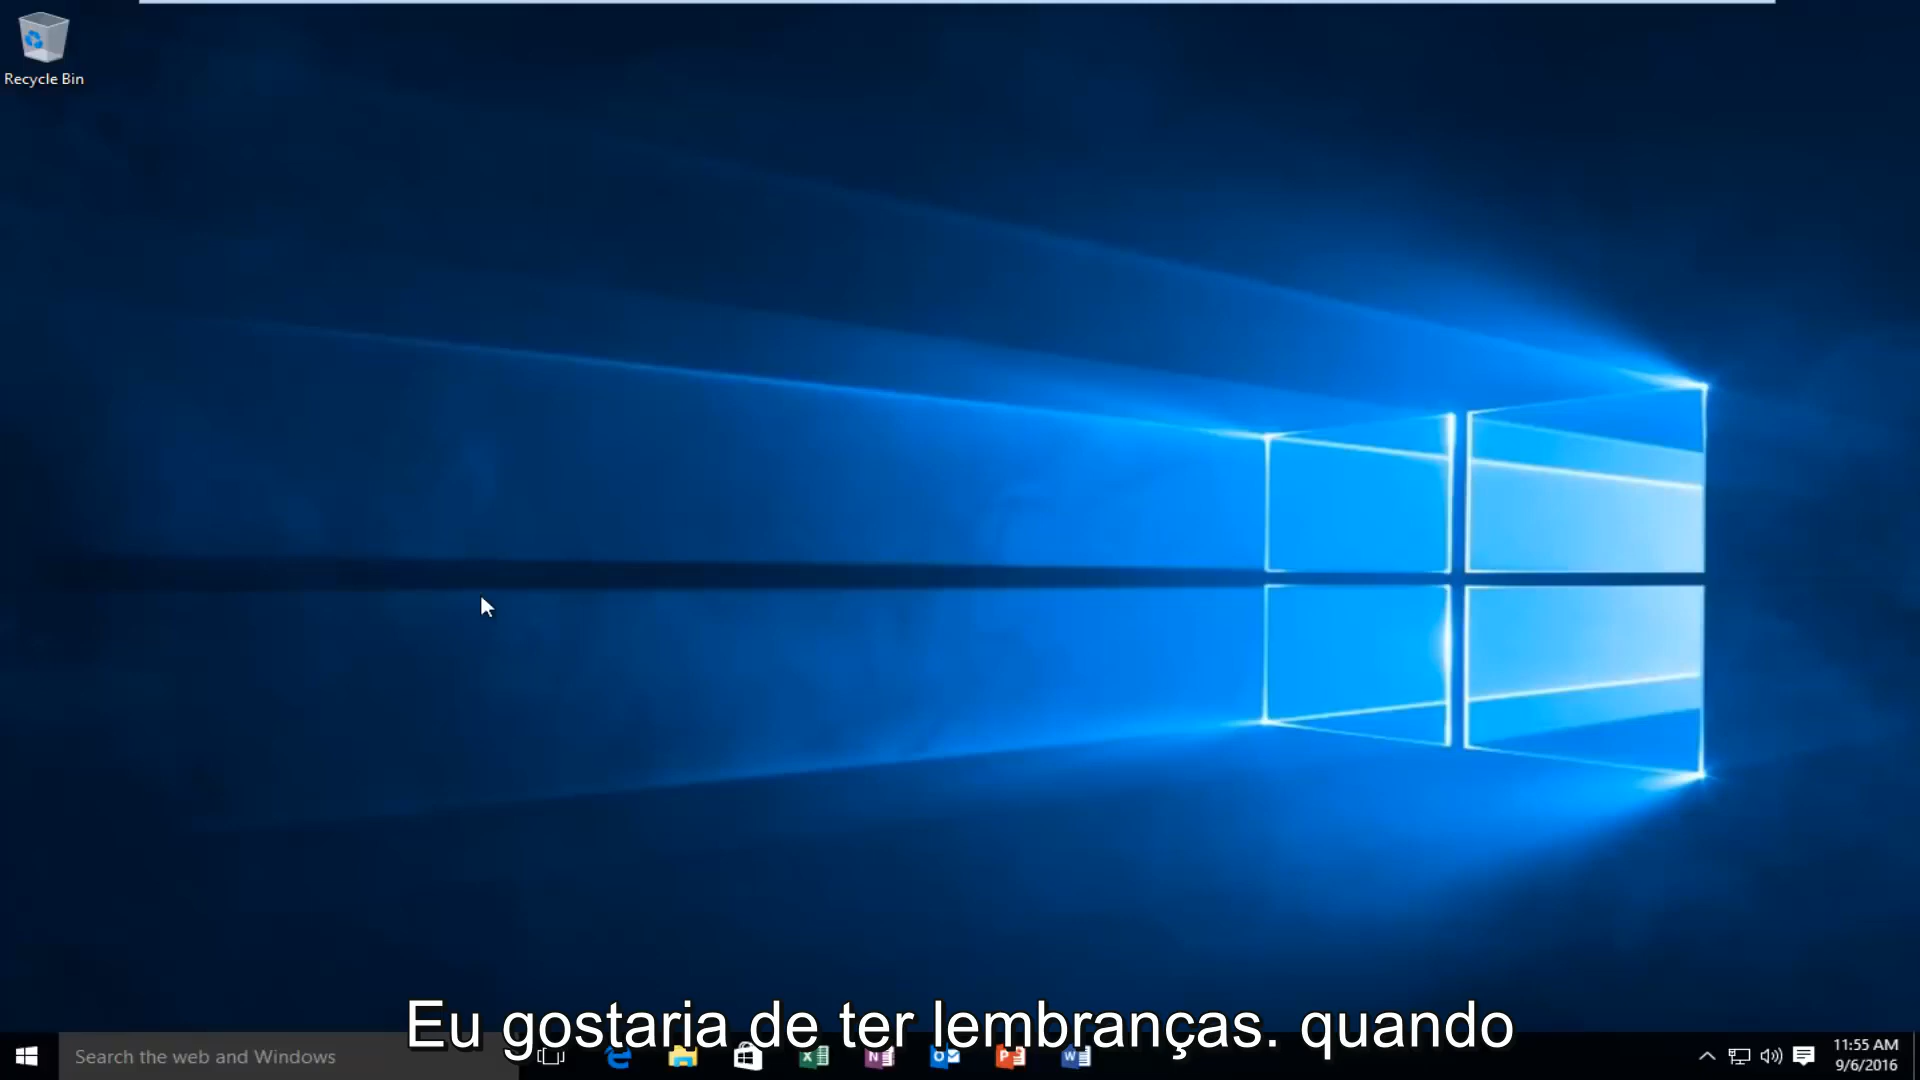 Recycle Bin
Eu gostaria de ter lembranças. quando
Search the web and Windows
11:55 AM
9/6/2016